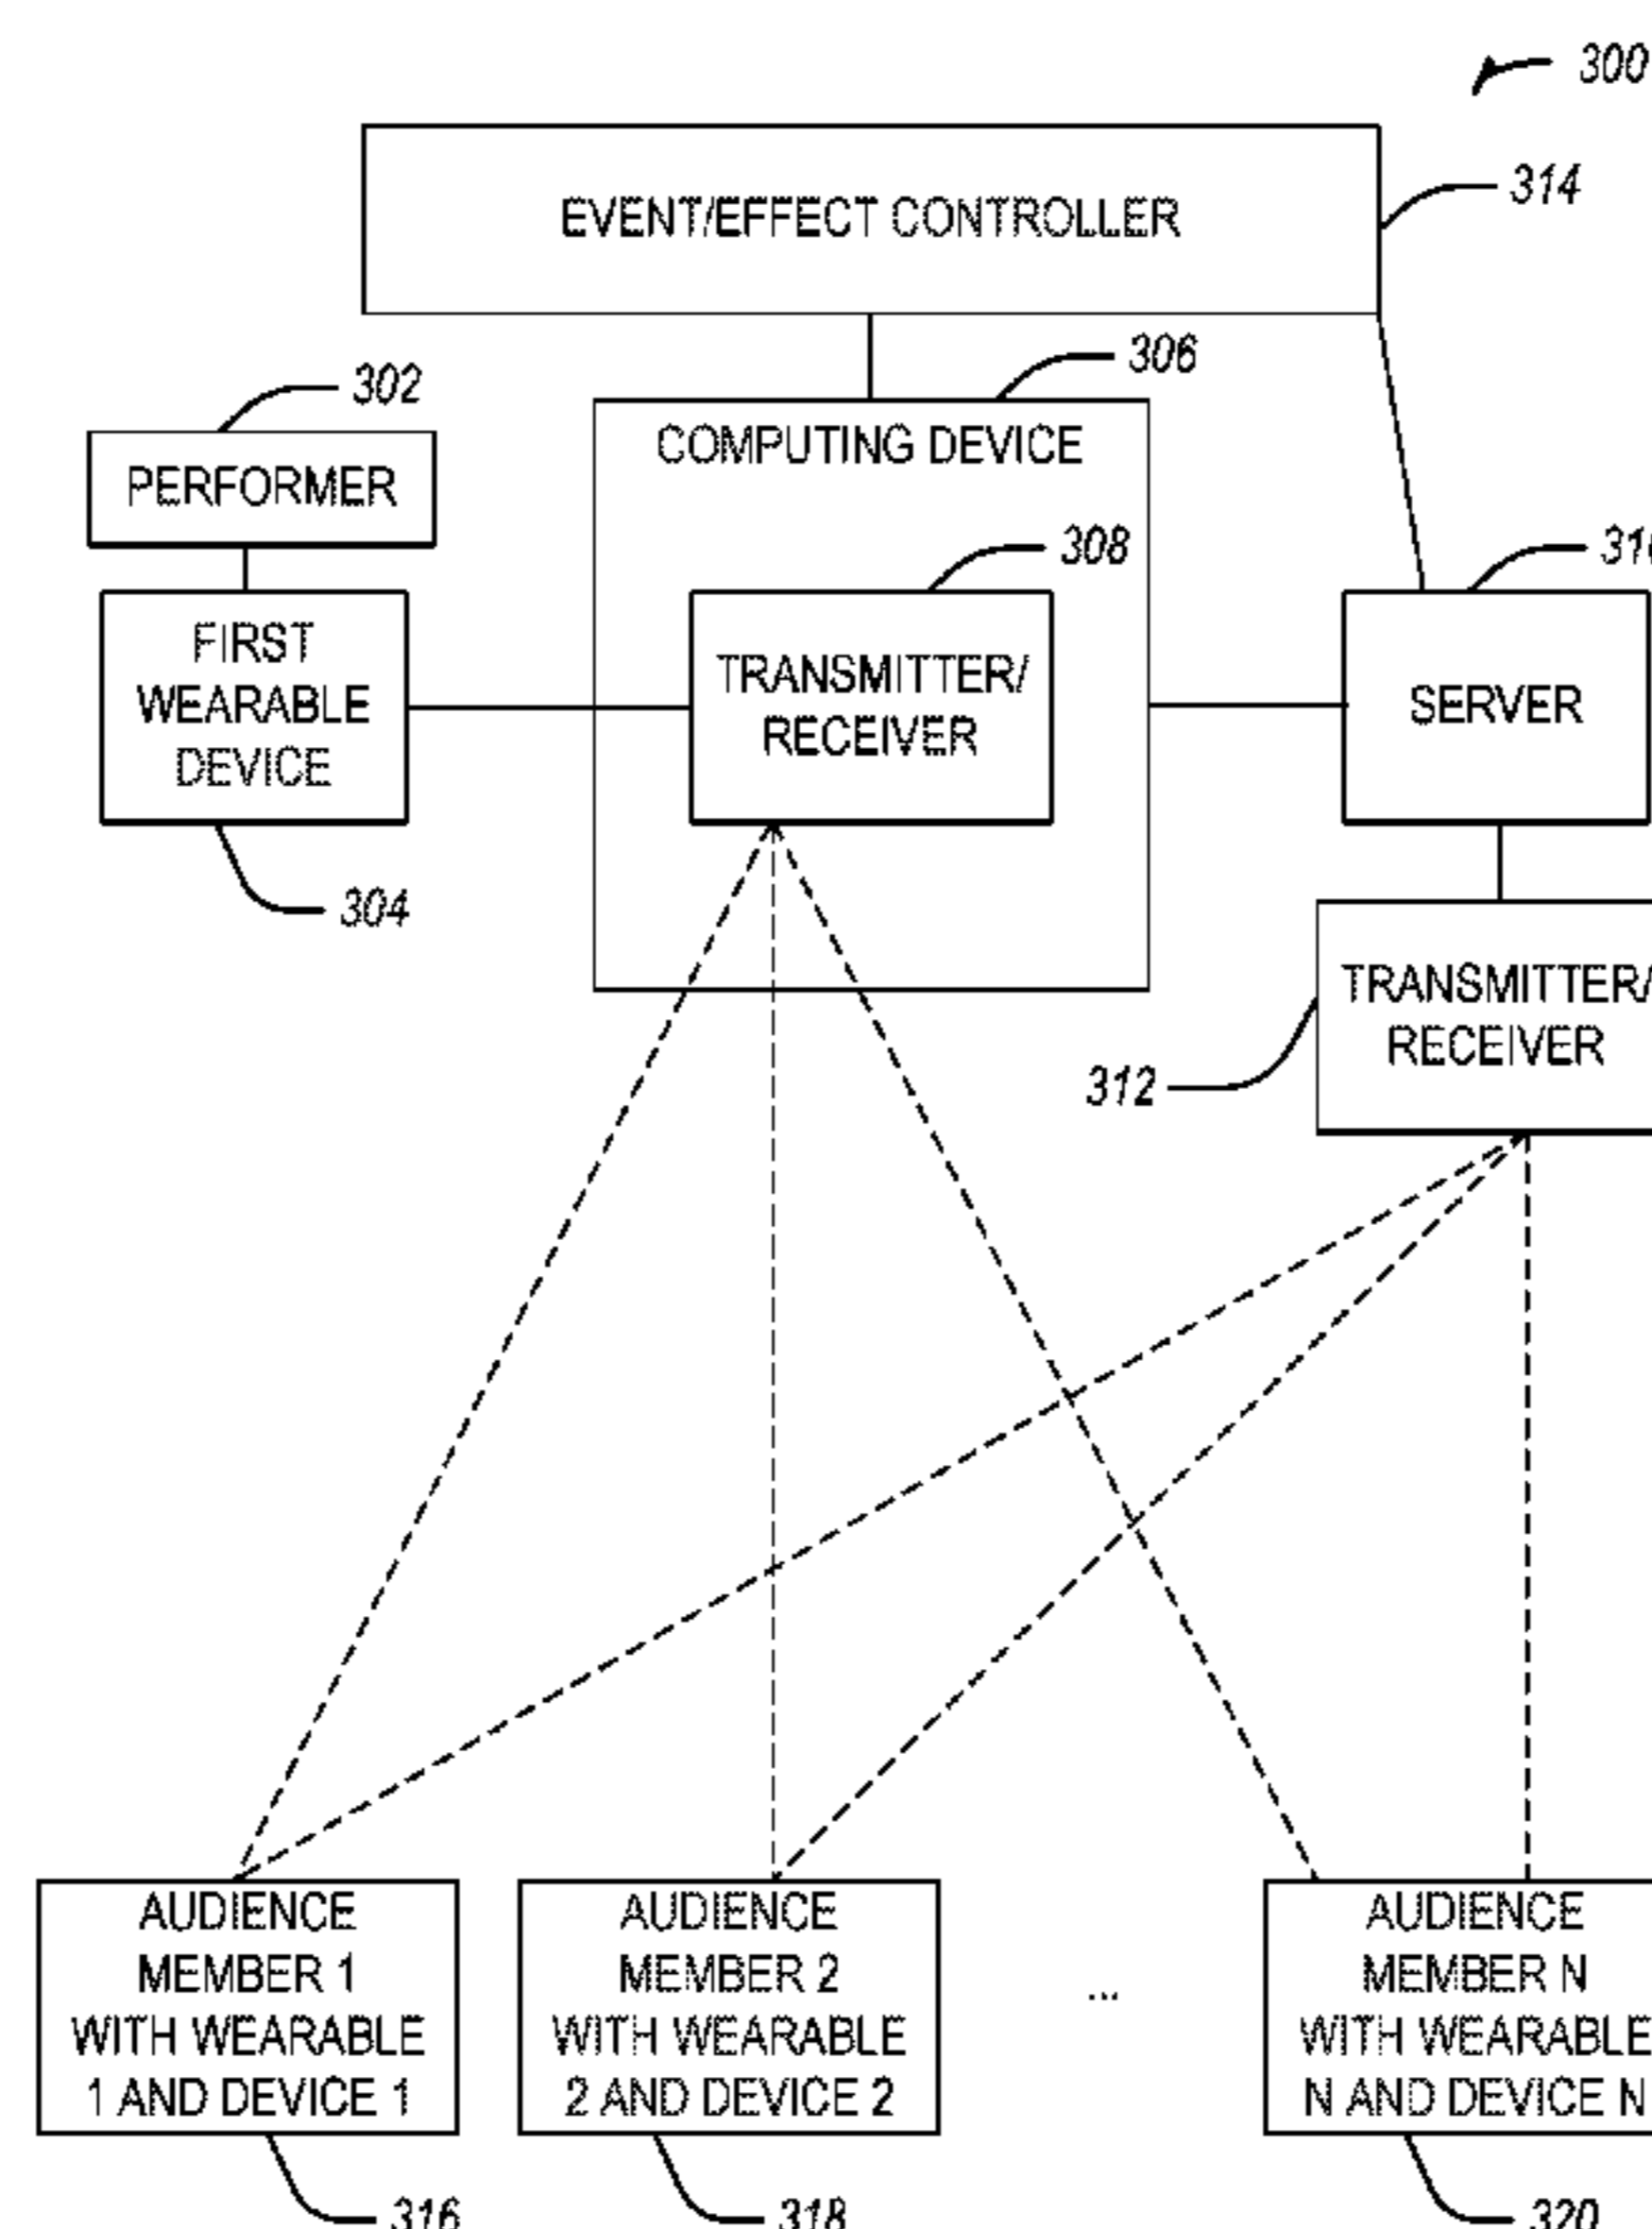 300
EVENT/EFFECT CONTROLLER
314
306
302
COMPUTING DEVICE
PERFORMER
308
FIRST
WEARABLE
DEVICE
TRANSMITTER/
RECEIVER
SERVER
304
TRANSMITTER/
RECEIVER
312
AUDIENCE
MEMBER 1
WITH WEARABLE
1 AND DEVICE 1
AUDIENCE
MEMBER 2
WITH WEARABLE
2 AND DEVICE 2
...
AUDIENCE
MEMBER N
WITH WEARABLE
N AND DEVICE N
316
318
320